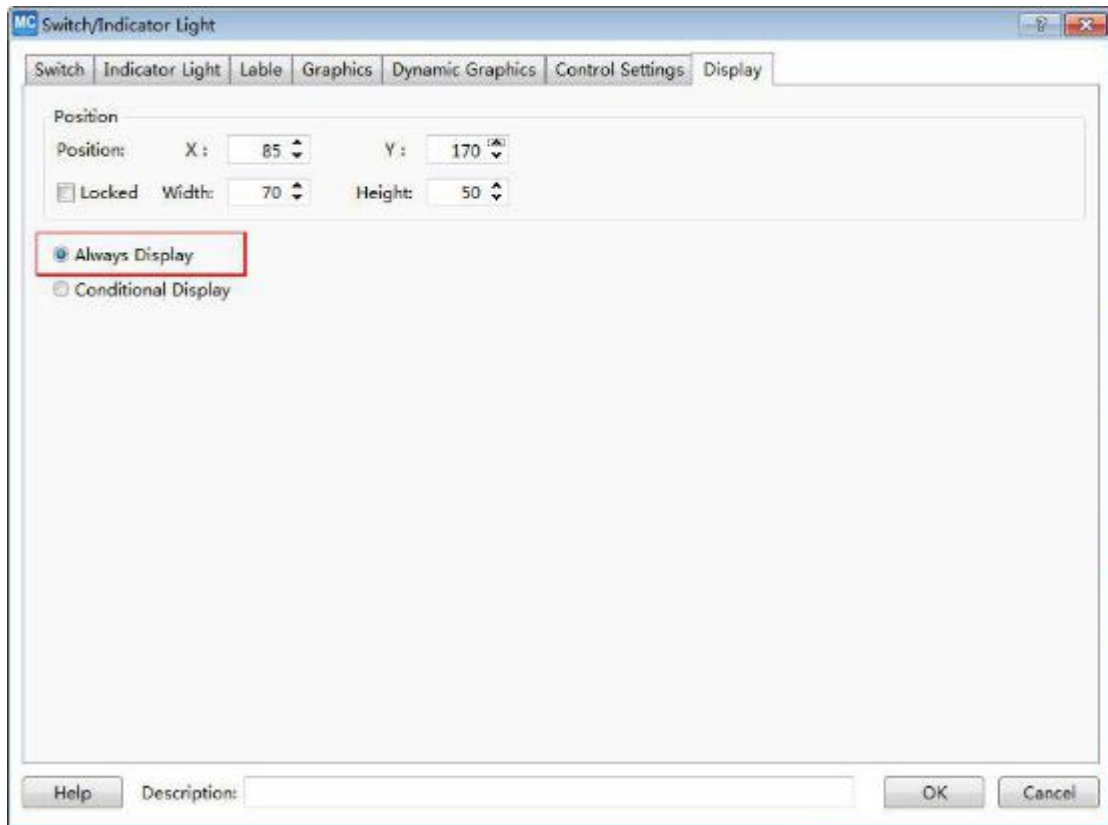 MC Switch/Indicator Light
Switch Indicator Light Lable Graphics Dynamic Graphics Control Settings Display
Position
Position: X : 85 Y : 170
Locked Width: 70 Height: 50
Always Display
Conditional Display
Help Description: OK Cancel